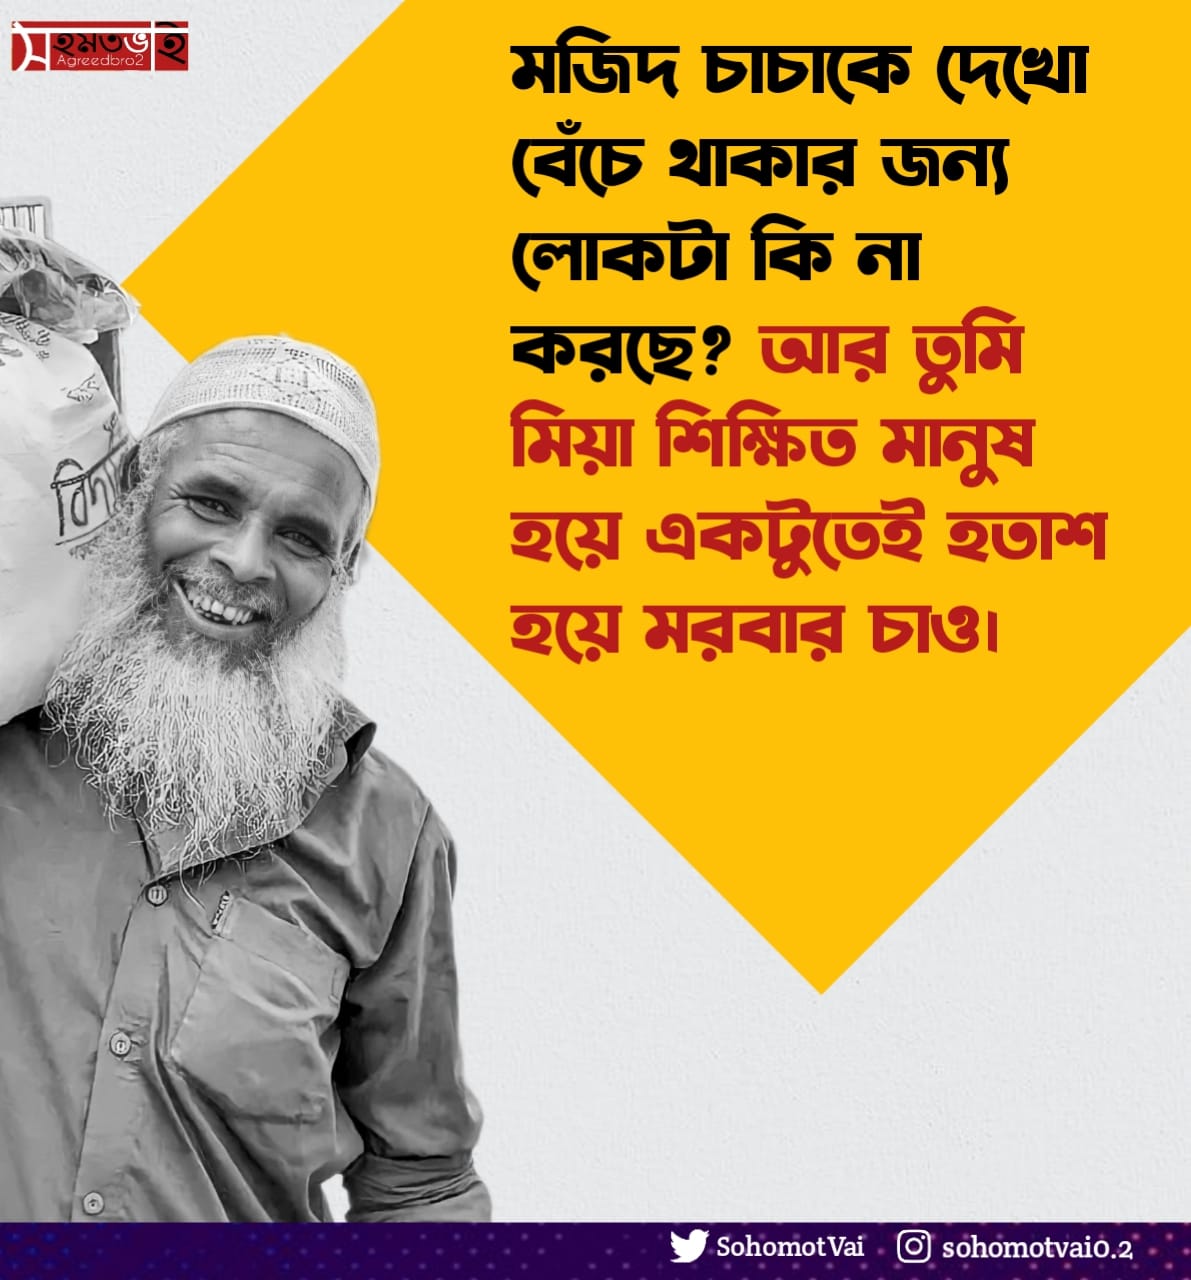 সহমতভাই
Agreedbro2
মজিদ চাচাকে দেখো
বেঁচে থাকার জন্য
লোকটা কি না
করছে? আর তুমি
মিয়া শিক্ষিত মানুষ
হয়ে একটুতেই হতাশ
হয়ে মরবার চাও।
SohomotVai
sohomotvai0.2